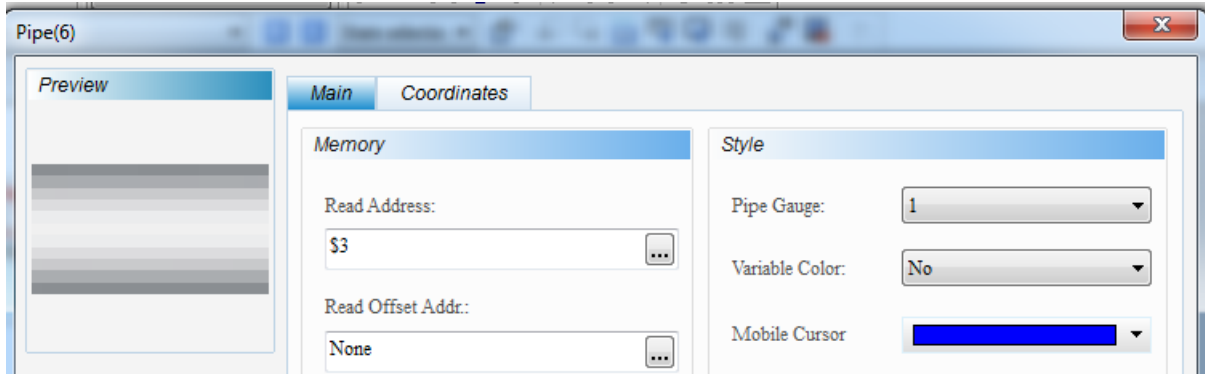 Pipe(6)
Preview
Main
Coordinates
Memory
Read Address:
$3
...
Read Offset Addr.:
None
...
Style
Pipe Gauge:
1
Variable Color:
No
Mobile Cursor